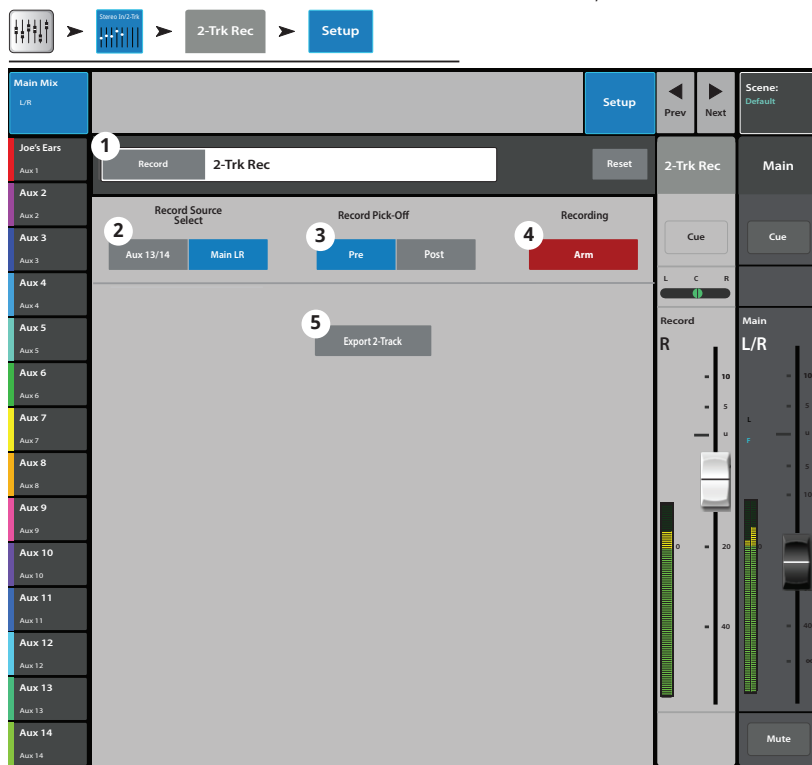 Stereo In/2-Trk
2-Trk Rec
Setup
Main Mix
L/R
Setup
Prev
Next
Scene:
Default
Joe's Ears
Aux 1
Aux 2
Aux 2
Aux 3
Aux 3
Aux 4
Aux 4
Aux 5
Aux 5
Aux 6
Aux 6
Aux 7
Aux 7
Aux 8
Aux 8
Aux 9
Aux 9
Aux 10
Aux 10
Aux 11
Aux 11
Aux 12
Aux 12
Aux 13
Aux 13
Aux 14
Aux 14
1
Record
2-Trk Rec
Reset
Record Source
Select
2
Aux 13/14
Main LR
Record Pick-Off
3
Pre
Post
Recording
4
Arm
5
Export 2-Track
2-Trk Rec
Cue
L C R
Record
R
10
5
U
0
20
40
Main
Cue
Main
L/R
10
5
L
U
F
5
10
0
20
40
∞
Mute